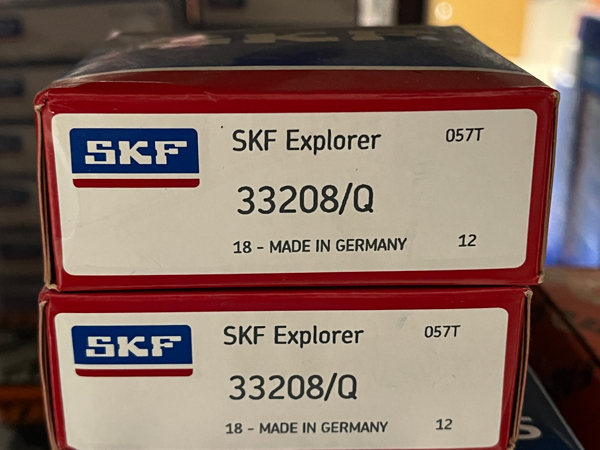 SKF
SKF Explorer 057T
33208/Q
18 - MADE IN GERMANY 12
SKF
SKF Explorer 057T
33208/Q
18 - MADE IN GERMANY 12